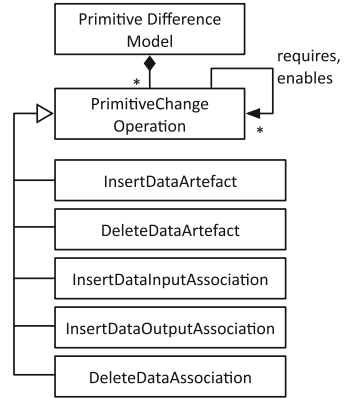 Primitive Difference
Model
requires,
enables
*
PrimitiveChange
Operation
*
InsertDataArtefact
DeleteDataArtefact
InsertDataInputAssociation
InsertDataOutputAssociation
DeleteDataAssociation